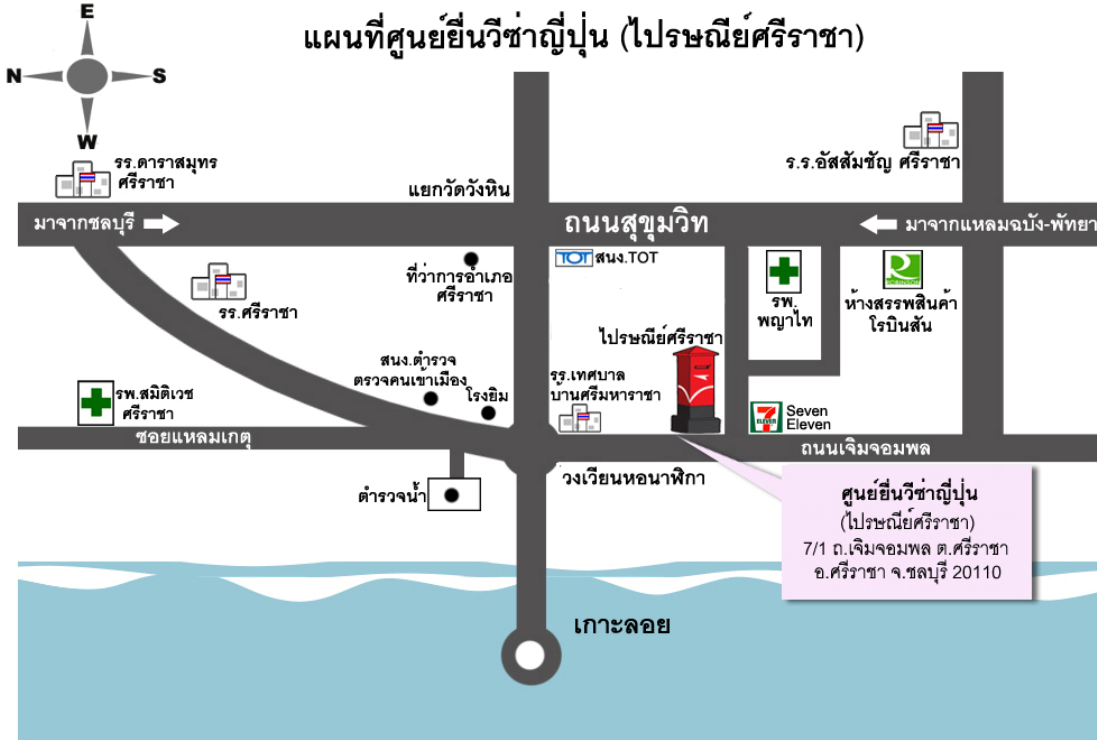 E
N
S
W
แผนที่ศูนย์ยื่นวีซ่าญี่ปุ่น (ไปรษณีย์ศรีราชา)
รร.ดาราสมุทร
ศรีราชา
แยกวัดวังหิน
ร.ร.อัสสัมชัญ ศรีราชา
มาจากชลบุรี
ถนนสุขุมวิท
มาจากแหลมฉบัง-พัทยา
รร.ศรีราชา
ที่ว่าการอำเภอ
ศรีราชา
TOT สนง.TOT
รพ.
พญาไท
ROBINSON
ห้างสรรพสินค้า
โรบินสัน
ไปรษณีย์ศรีราชา
สนง.ตำรวจ
ตรวจคนเข้าเมือง
โรงยิม
รร.เทศบาล
บ้านศรีมหาราชา
รพ.สมิติเวช
ศรีราชา
7
ELEVEN
Seven
Eleven
ซอยแหลมเกตุ
ถนนเจิมจอมพล
วงเวียนหอนาฬิกา
ตำรวจน้ำ
ศูนย์ยื่นวีซ่าญี่ปุ่น
(ไปรษณีย์ศรีราชา)
7/1 ถ.เจิมจอมพล ต.ศรีราชา
อ.ศรีราชา จ.ชลบุรี 20110
เกาะลอย